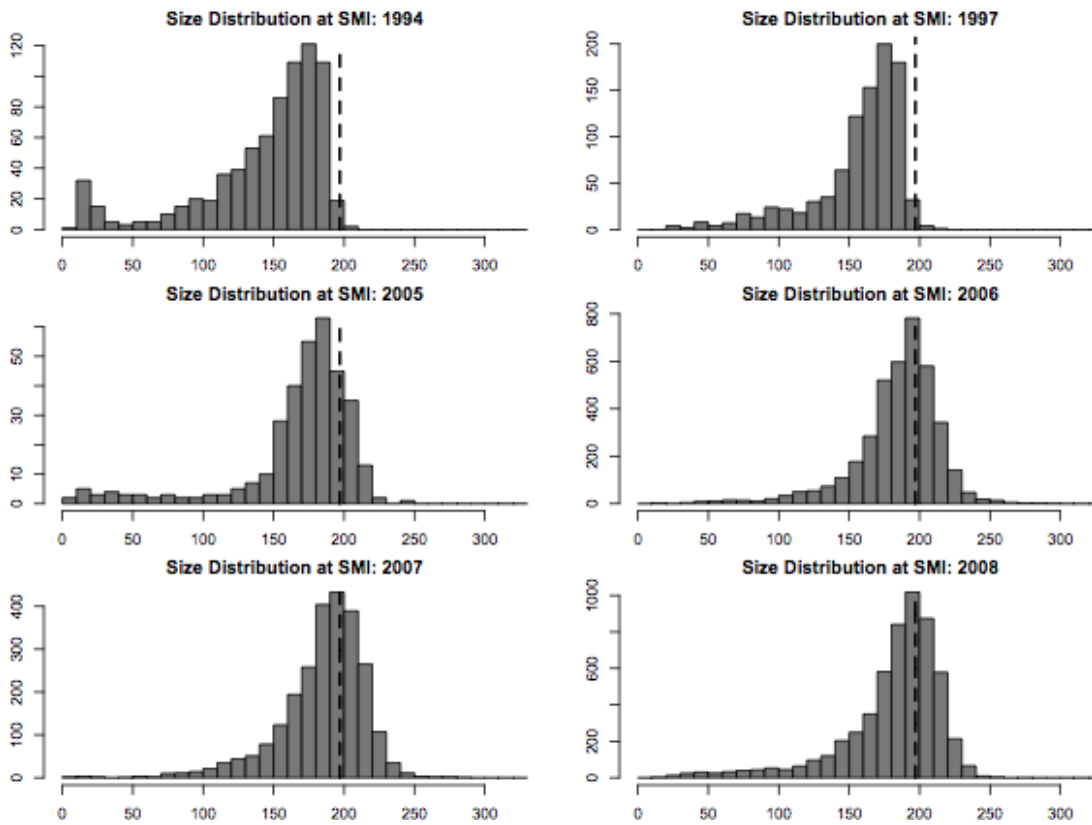 Size Distribution at SMI: 1994
0 20 40 60 80 120
0 50 100 150 200 250 300
Size Distribution at SMI: 1997
0 50 100 150 200
0 50 100 150 200 250 300
Size Distribution at SMI: 2005
0 10 30 50
0 50 100 150 200 250 300
Size Distribution at SMI: 2006
0 200 400 600 800
0 50 100 150 200 250 300
Size Distribution at SMI: 2007
0 100 200 300 400
0 50 100 150 200 250 300
Size Distribution at SMI: 2008
0 200 600 1000
0 50 100 150 200 250 300